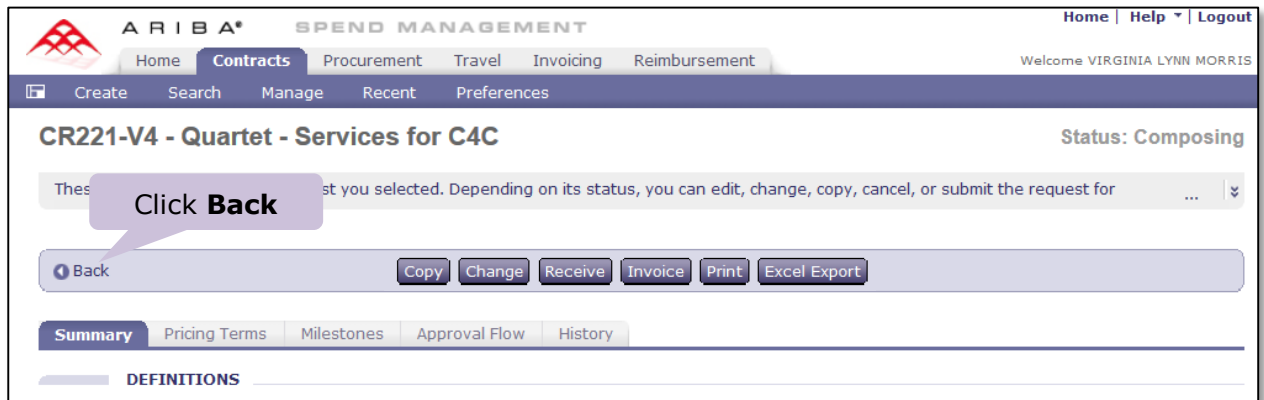 ARIBA® SPEND MANAGEMENT
Home | Help | Logout
Home Contracts Procurement Travel Invoicing Reimbursement
Welcome VIRGINIA LYNN MORRIS
Create Search Manage Recent Preferences
CR221-V4 - Quartet - Services for C4C
Status: Composing
Thes st you selected. Depending on its status, you can edit, change, copy, cancel, or submit the request for ...
Click Back
Back Copy Change Receive Invoice Print Excel Export
Summary Pricing Terms Milestones Approval Flow History
DEFINITIONS